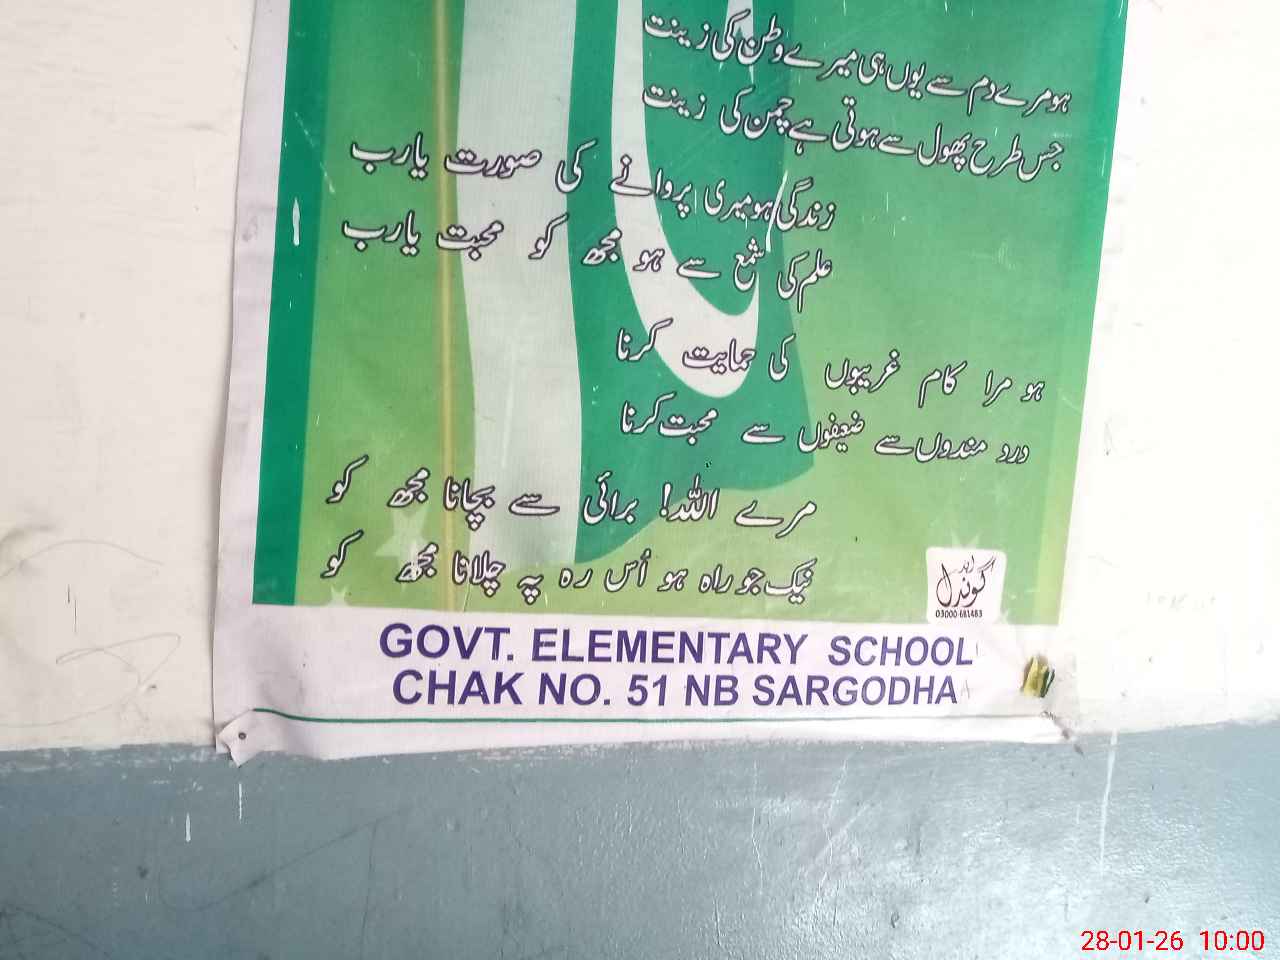 ہو مرے دم سے یوں ہی میرے وطن کی زینت
جس طرح پھول سے ہوتی ہے چمن کی زینت
زندگی ہو میری پروانے کی صورت یارب
علم کی شمع سے ہو مجھ کو محبت یارب
ہو مرا کام غریبوں کی حمایت کرنا
درد مندوں سے ضعیفوں سے محبت کرنا
مرے اللہ! برائی سے بچانا مجھ کو
نیک جو راہ ہو اُس رہ پہ چلانا مجھ کو
گوندل
GOVT. ELEMENTARY SCHOOL
CHAK NO. 51 NB SARGODHA
28-01-26 10:00